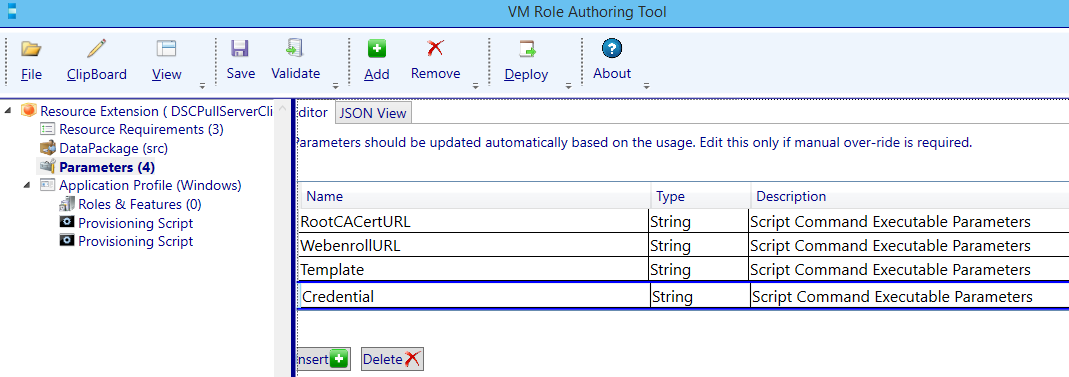 VM Role Authoring Tool
File ClipBoard View Save Validate Add Remove Deploy About
Resource Extension ( DSCPullServerCli
Resource Requirements (3)
DataPackage (src)
Parameters (4)
Application Profile (Windows)
Roles & Features (0)
Provisioning Script
Provisioning Script
ditor JSON View
Parameters should be updated automatically based on the usage. Edit this only if manual over-ride is required.
Name Type Description
RootCACertURL String Script Command Executable Parameters
WebenrollURL String Script Command Executable Parameters
Template String Script Command Executable Parameters
Credential String Script Command Executable Parameters
nsert Delete